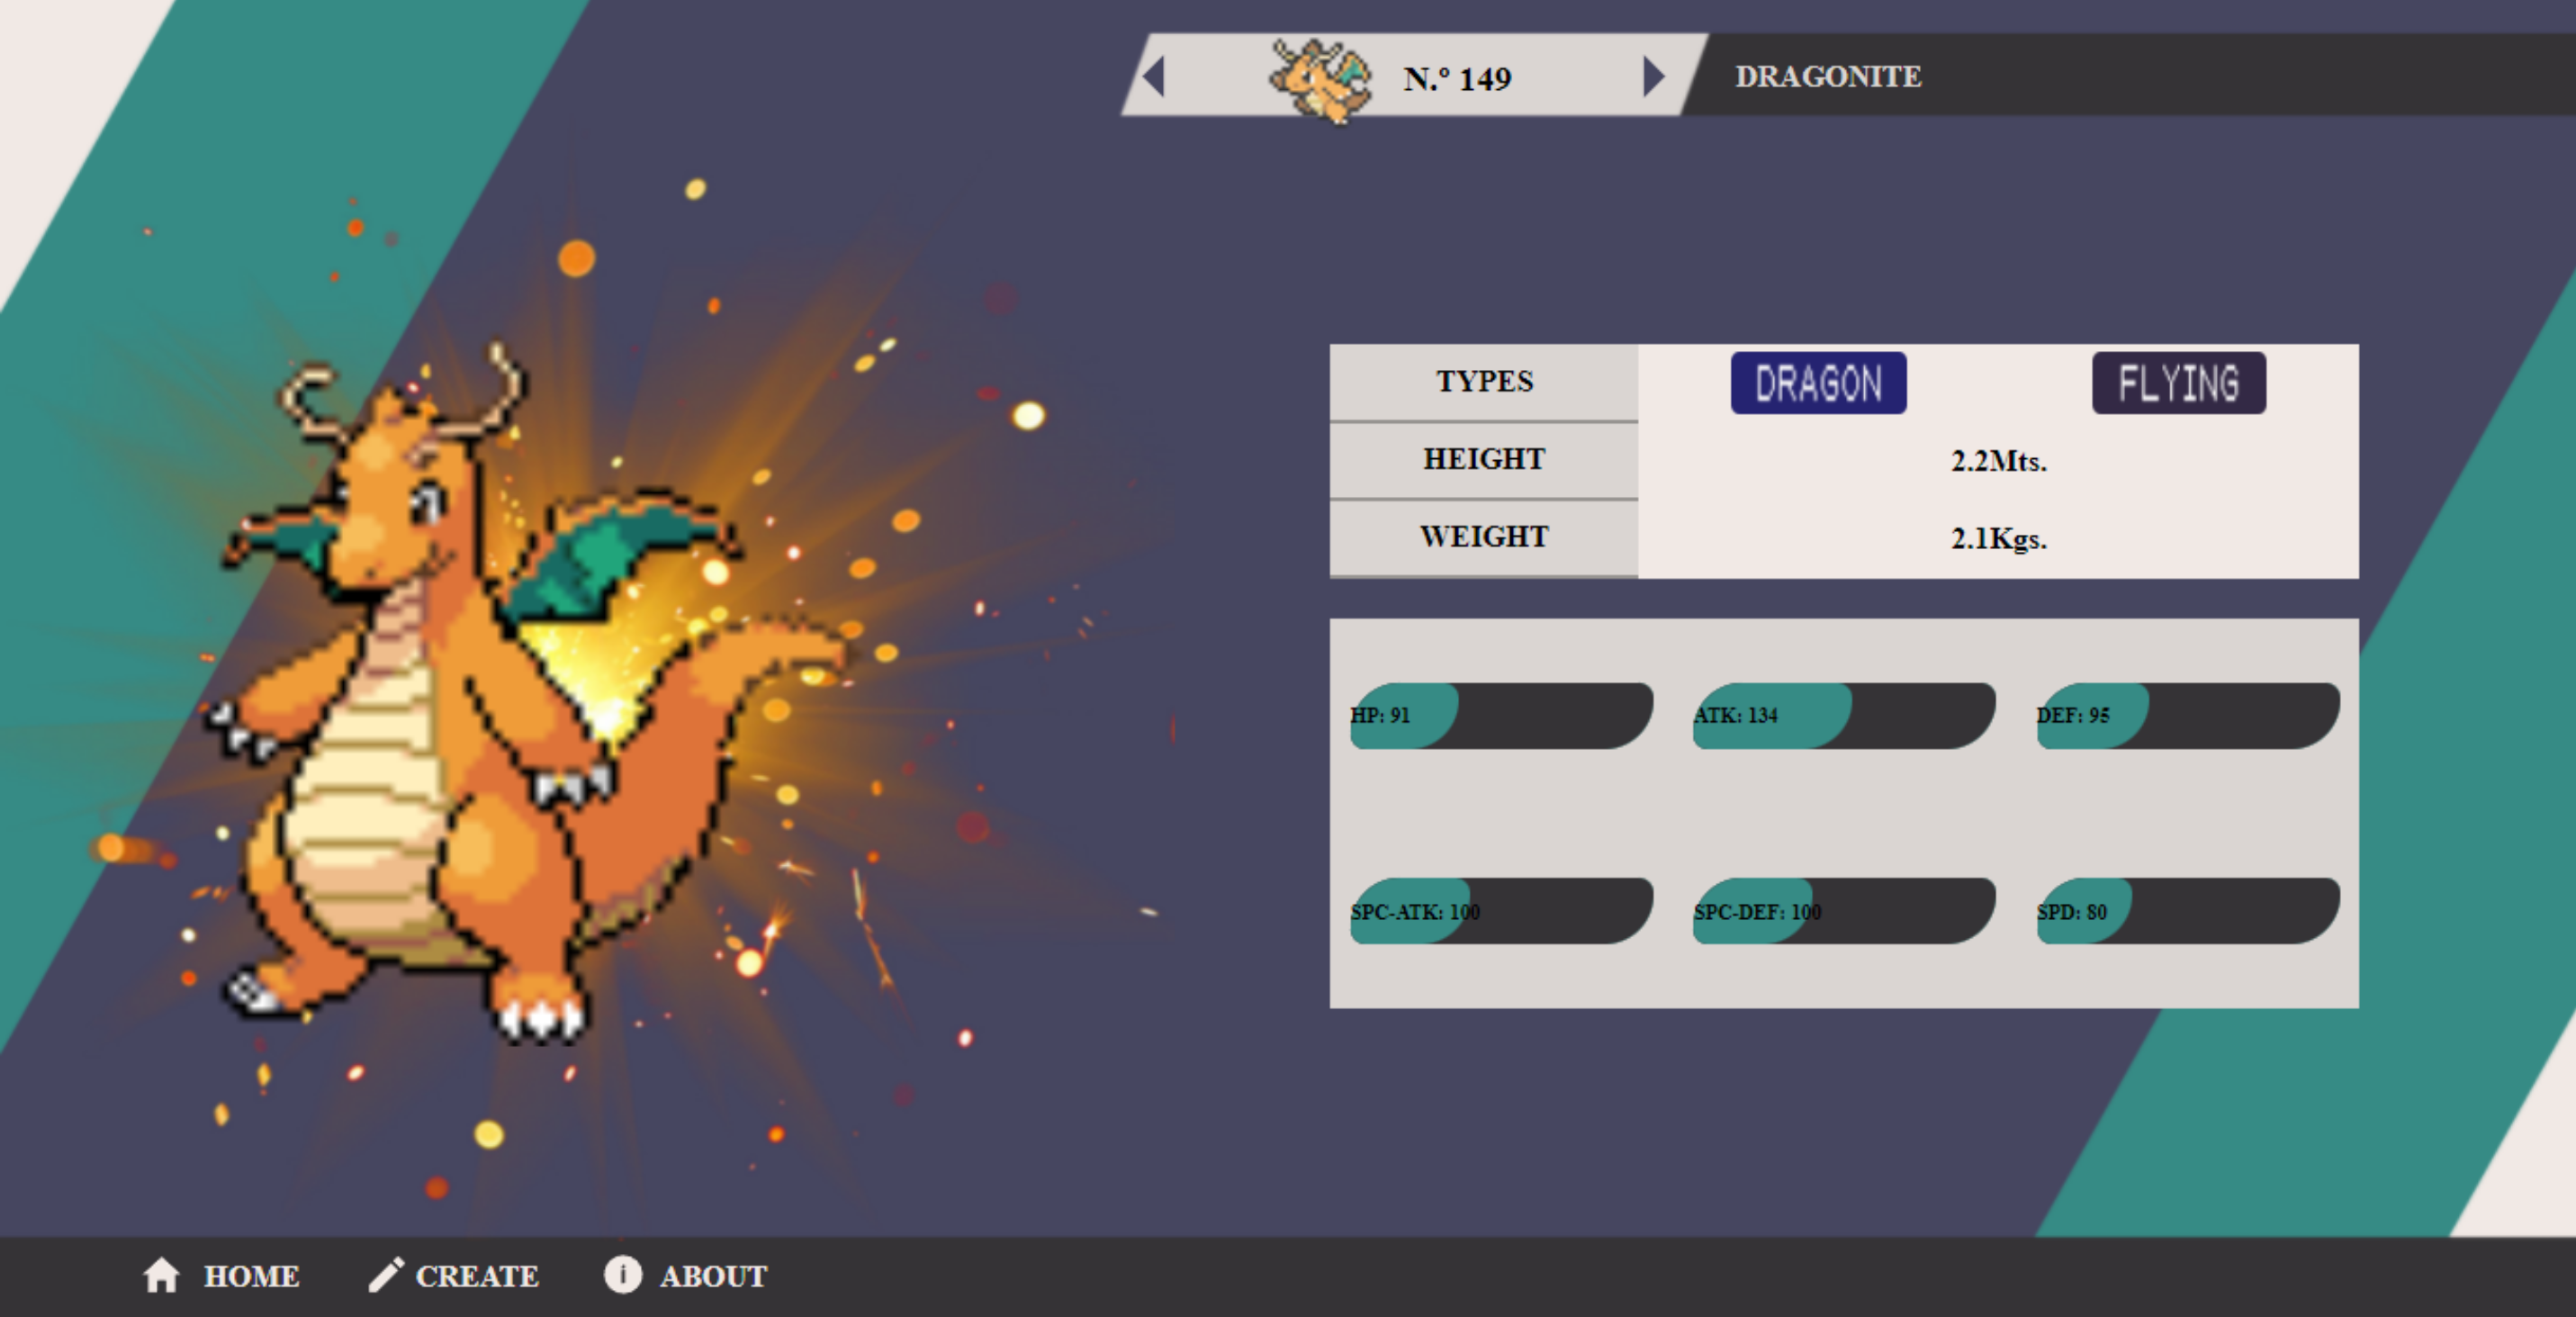 N.º 149
DRAGONITE
TYPES
DRAGON
FLYING
HEIGHT
2.2Mts.
WEIGHT
2.1Kgs.
HP: 91
ATK: 134
DEF: 95
SPC-ATK: 100
SPC-DEF: 100
SPD: 80
HOME
CREATE
ABOUT